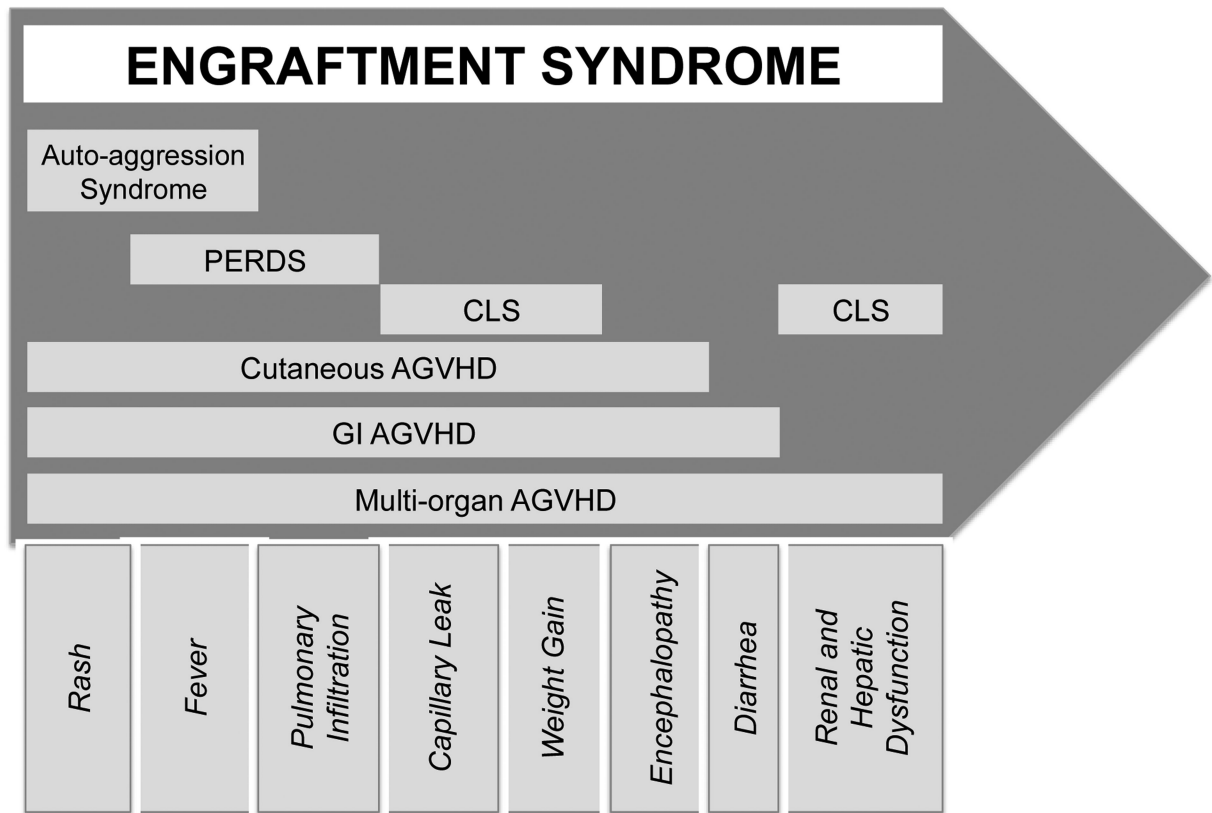 ENGRAFTMENT SYNDROME
Auto-aggression
Syndrome
PERDS
CLS
CLS
Cutaneous AGVHD
GI AGVHD
Multi-organ AGVHD
Rash
Fever
Pulmonary
Infiltration
Capillary Leak
Weight Gain
Encephalopathy
Diarrhea
Renal and
Hepatic
Dysfunction